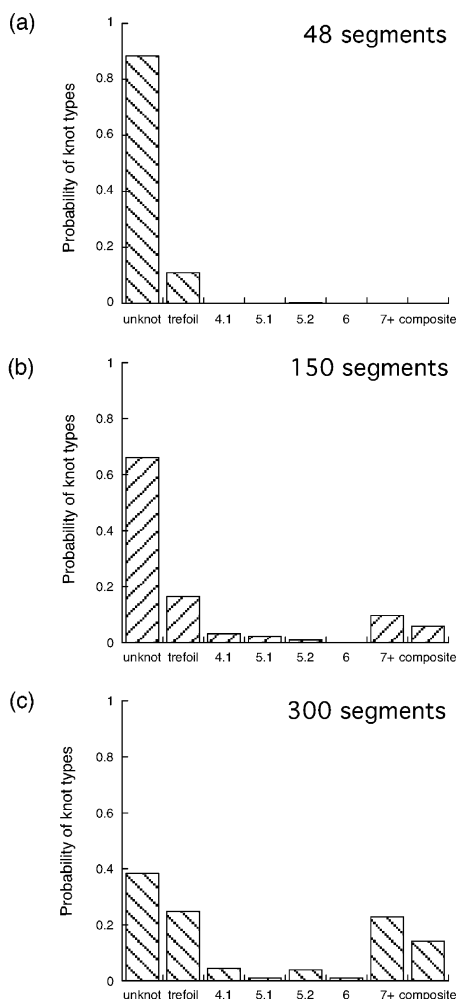 (a)
48 segments
Probability of knot types
1
0.8
0.6
0.4
0.2
0
unknot trefoil 4.1 5.1 5.2 6 7+ composite
(b)
150 segments
Probability of knot types
1
0.8
0.6
0.4
0.2
0
unknot trefoil 4.1 5.1 5.2 6 7+ composite
(c)
300 segments
Probability of knot types
1
0.8
0.6
0.4
0.2
0
unknot trefoil 4.1 5.1 5.2 6 7+ composite